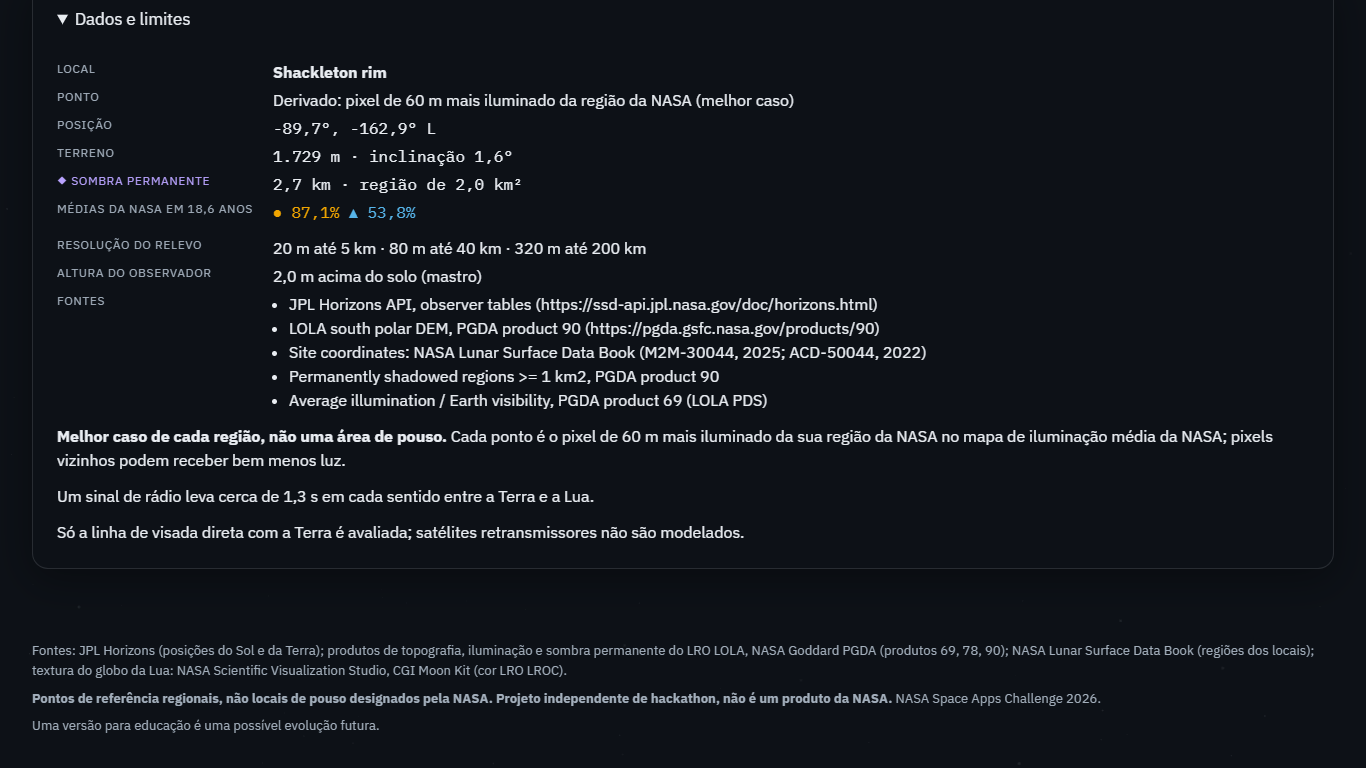 ▼ Dados e limites
LOCAL Shackleton rim
PONTO Derivado: pixel de 60 m mais iluminado da região da NASA (melhor caso)
POSIÇÃO -89,7°, -162,9° L
TERRENO 1.729 m · inclinação 1,6°
◆ SOMBRA PERMANENTE 2,7 km · região de 2,0 km²
MÉDIAS DA NASA EM 18,6 ANOS ● 87,1% ▲ 53,8%
RESOLUÇÃO DO RELEVO 20 m até 5 km · 80 m até 40 km · 320 m até 200 km
ALTURA DO OBSERVADOR 2,0 m acima do solo (mastro)
FONTES • JPL Horizons API, observer tables (https://ssd-api.jpl.nasa.gov/doc/horizons.html)
• LOLA south polar DEM, PGDA product 90 (https://pgda.gsfc.nasa.gov/products/90)
• Site coordinates: NASA Lunar Surface Data Book (M2M-30044, 2025; ACD-50044, 2022)
• Permanently shadowed regions >= 1 km2, PGDA product 90
• Average illumination / Earth visibility, PGDA product 69 (LOLA PDS)
Melhor caso de cada região, não uma área de pouso. Cada ponto é o pixel de 60 m mais iluminado da sua região da NASA no mapa de iluminação média da NASA; pixels
vizinhos podem receber bem menos luz.
Um sinal de rádio leva cerca de 1,3 s em cada sentido entre a Terra e a Lua.
Só a linha de visada direta com a Terra é avaliada; satélites retransmissores não são modelados.
Fontes: JPL Horizons (posições do Sol e da Terra); produtos de topografia, iluminação e sombra permanente do LRO LOLA, NASA Goddard PGDA (produtos 69, 78, 90); NASA Lunar Surface Data Book (regiões dos locais);
textura do globo da Lua: NASA Scientific Visualization Studio, CGI Moon Kit (cor LRO LROC).
Pontos de referência regionais, não locais de pouso designados pela NASA. Projeto independente de hackathon, não é um produto da NASA. NASA Space Apps Challenge 2026.
Uma versão para educação é uma possível evolução futura.